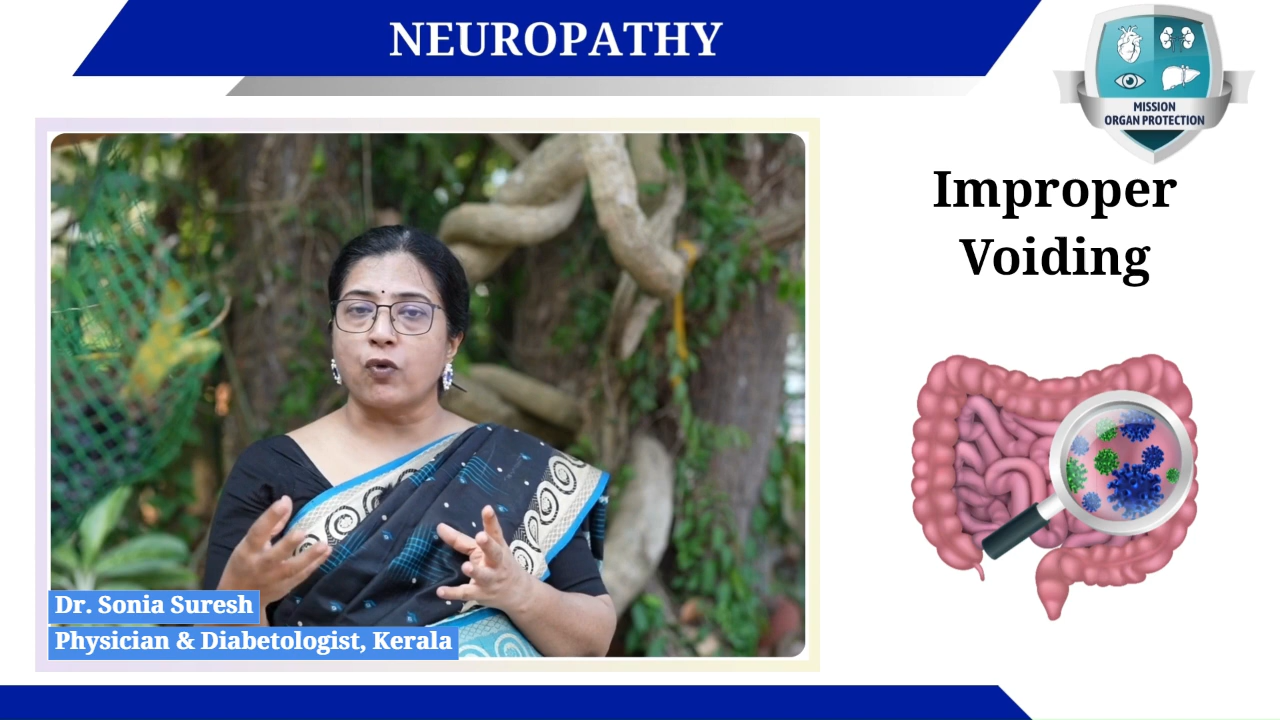 NEUROPATHY
MISSION
ORGAN PROTECTION
Improper
Voiding
Dr. Sonia Suresh
Physician & Diabetologist, Kerala